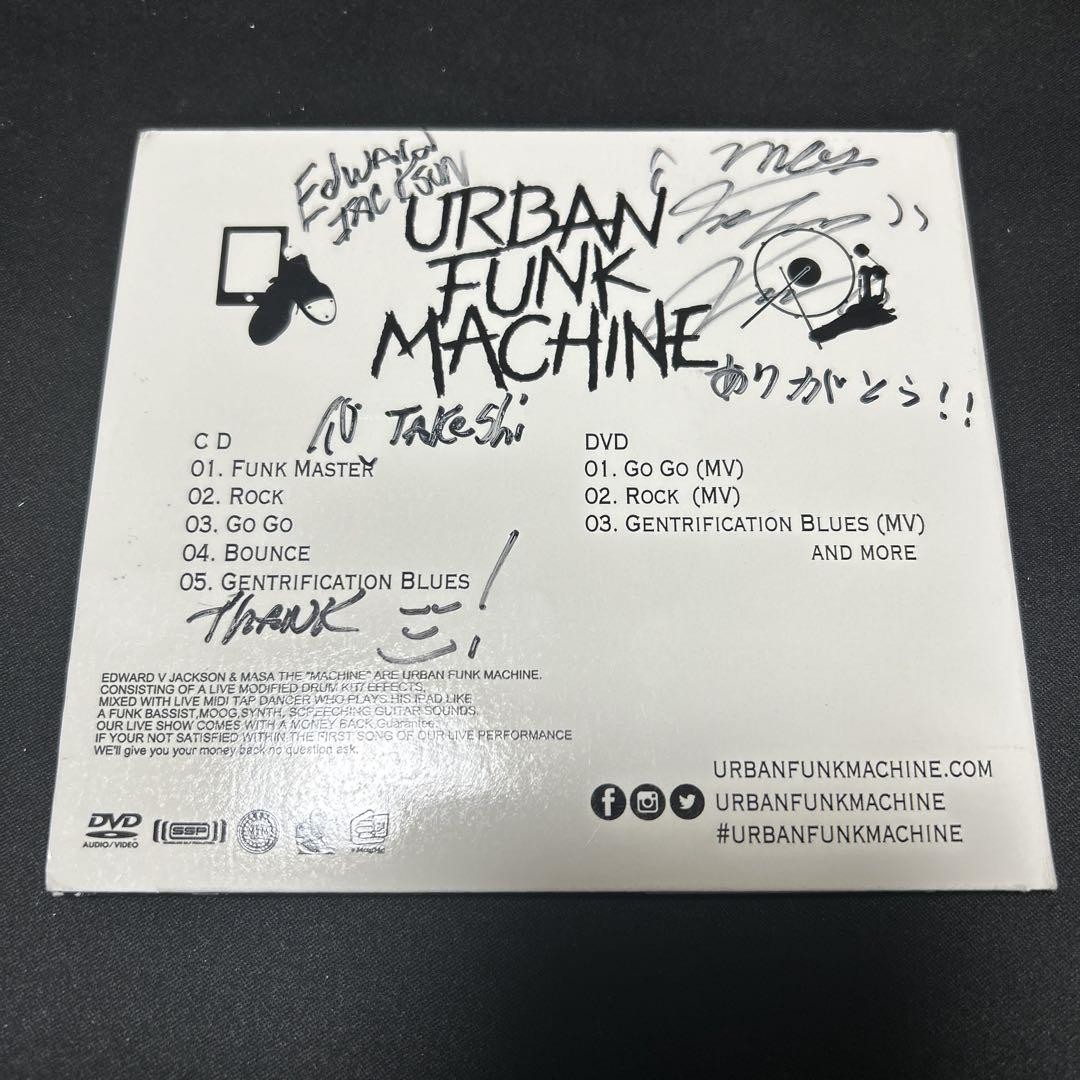 Edward
JACKSON
URBAN
FUNK
MACHINE
ありがとう!!
TAKeShi
CD
01. FUNK MASTER
02. ROCK
03. GO GO
04. BOUNCE
05. GENTRIFICATION BLUES
DVD
01. GO GO (MV)
02. ROCK (MV)
03. GENTRIFICATION BLUES (MV)
AND MORE
THANK
EDWARD V JACKSON & MASA THE "MACHINE" ARE URBAN FUNK MACHINE.
CONSISTING OF A LIVE MODIFIED DRUM KIT/ EFFECTS,
MIXED WITH LIVE MIDI TAP DANCER WHO PLAYS HIS IPAD LIKE
A FUNK BASSIST,MOOG,SYNTH, SCREECHING GUITAR SOUNDS.
OUR LIVE SHOW COMES WITH A MONEY BACK Guarantee.
IF YOUR NOT SATISFIED WITHIN THE FIRST SONG OF OUR LIVE PERFORMANCE
WE'll give you your money back no question ask.
URBANFUNKMACHINE.COM
URBANFUNKMACHINE
#URBANFUNKMACHINE
DVD
AUDIO/VIDEO
SSP